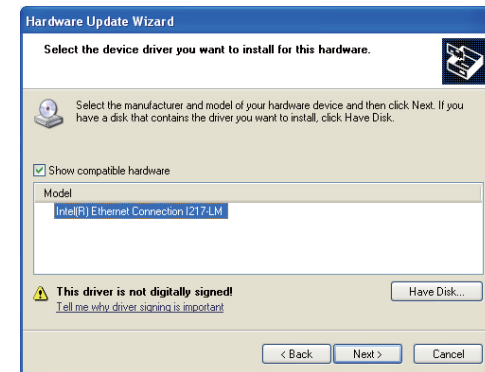 Hardware Update Wizard
Select the device driver you want to install for this hardware.
Select the manufacturer and model of your hardware device and then click Next. If you
have a disk that contains the driver you want to install, click Have Disk.
Show compatible hardware
Model
Intel(R) Ethernet Connection I217-LM
This driver is not digitally signed!
Have Disk...
Tell me why driver signing is important
< Back
Next >
Cancel